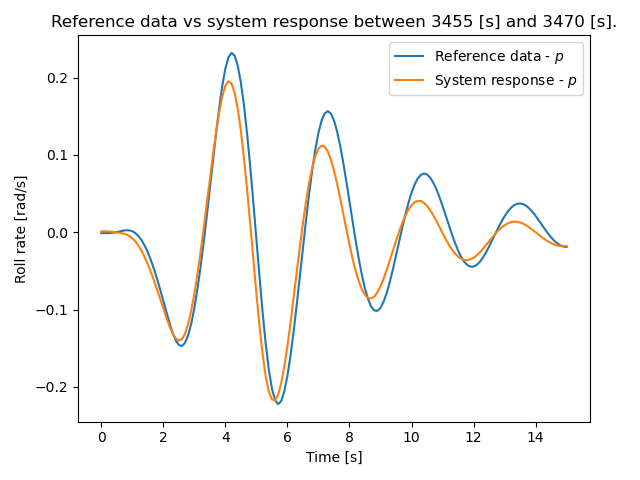 Reference data vs system response between 3455 [s] and 3470 [s].
Reference data - p
System response - p
Roll rate [rad/s]
0.2
0.1
0.0
−0.1
−0.2
0 2 4 6 8 10 12 14
Time [s]